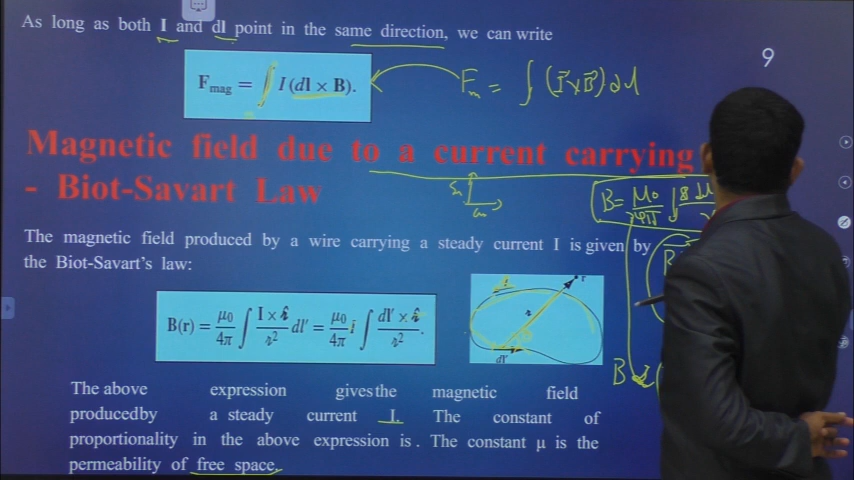 As long as both I and dl point in the same direction, we can write
9
F_mag = ∫ I (dl × B).
F_m = ∫ (I × B) dl
Magnetic field due to a current carrying
- Biot-Savart Law
B = μ₀
4π
The magnetic field produced by a wire carrying a steady current I is given by
the Biot-Savart's law:
B(r) = μ₀/4π ∫ I × 𝓇̂/𝓇² dl′ = μ₀/4π I ∫ dl′ × 𝓇̂/𝓇².
I
r
𝓇
dl′
B
The above expression givesthe magnetic field
producedby a steady current I. The constant of
proportionality in the above expression is . The constant μ is the
permeability of free space.